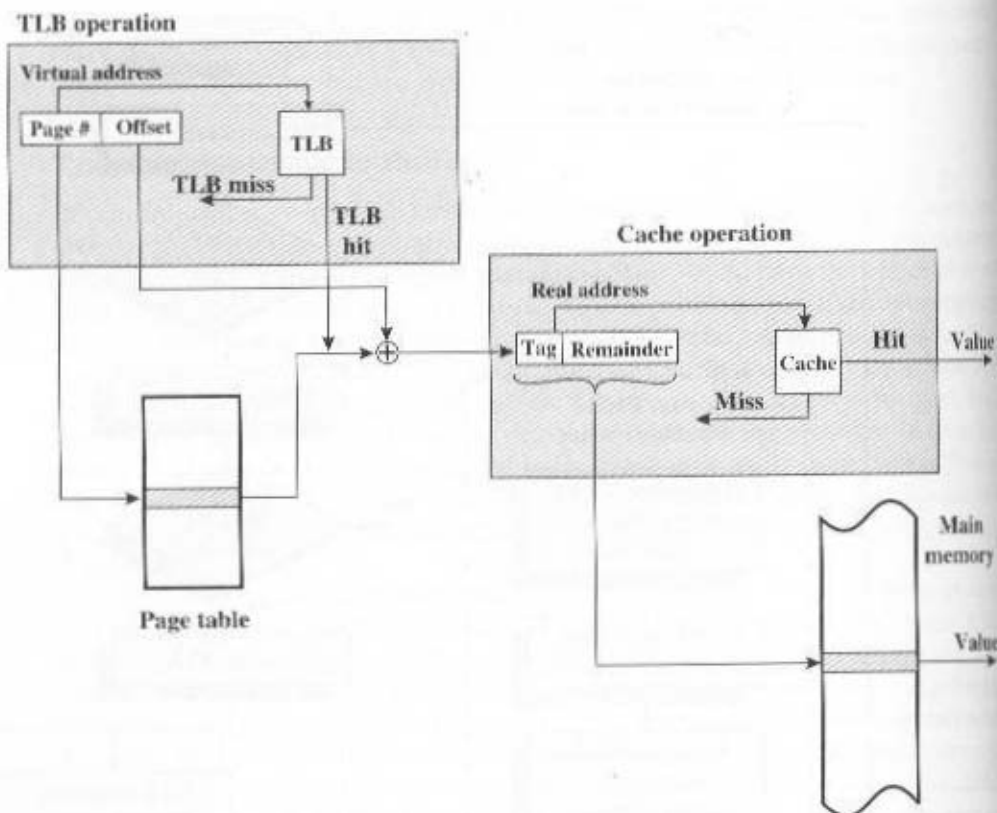 TLB operation
Virtual address
Page # Offset
TLB
TLB miss
TLB
hit
Cache operation
Real address
Tag Remainder
Cache
Hit
Value
Miss
Page table
Main
memory
Value